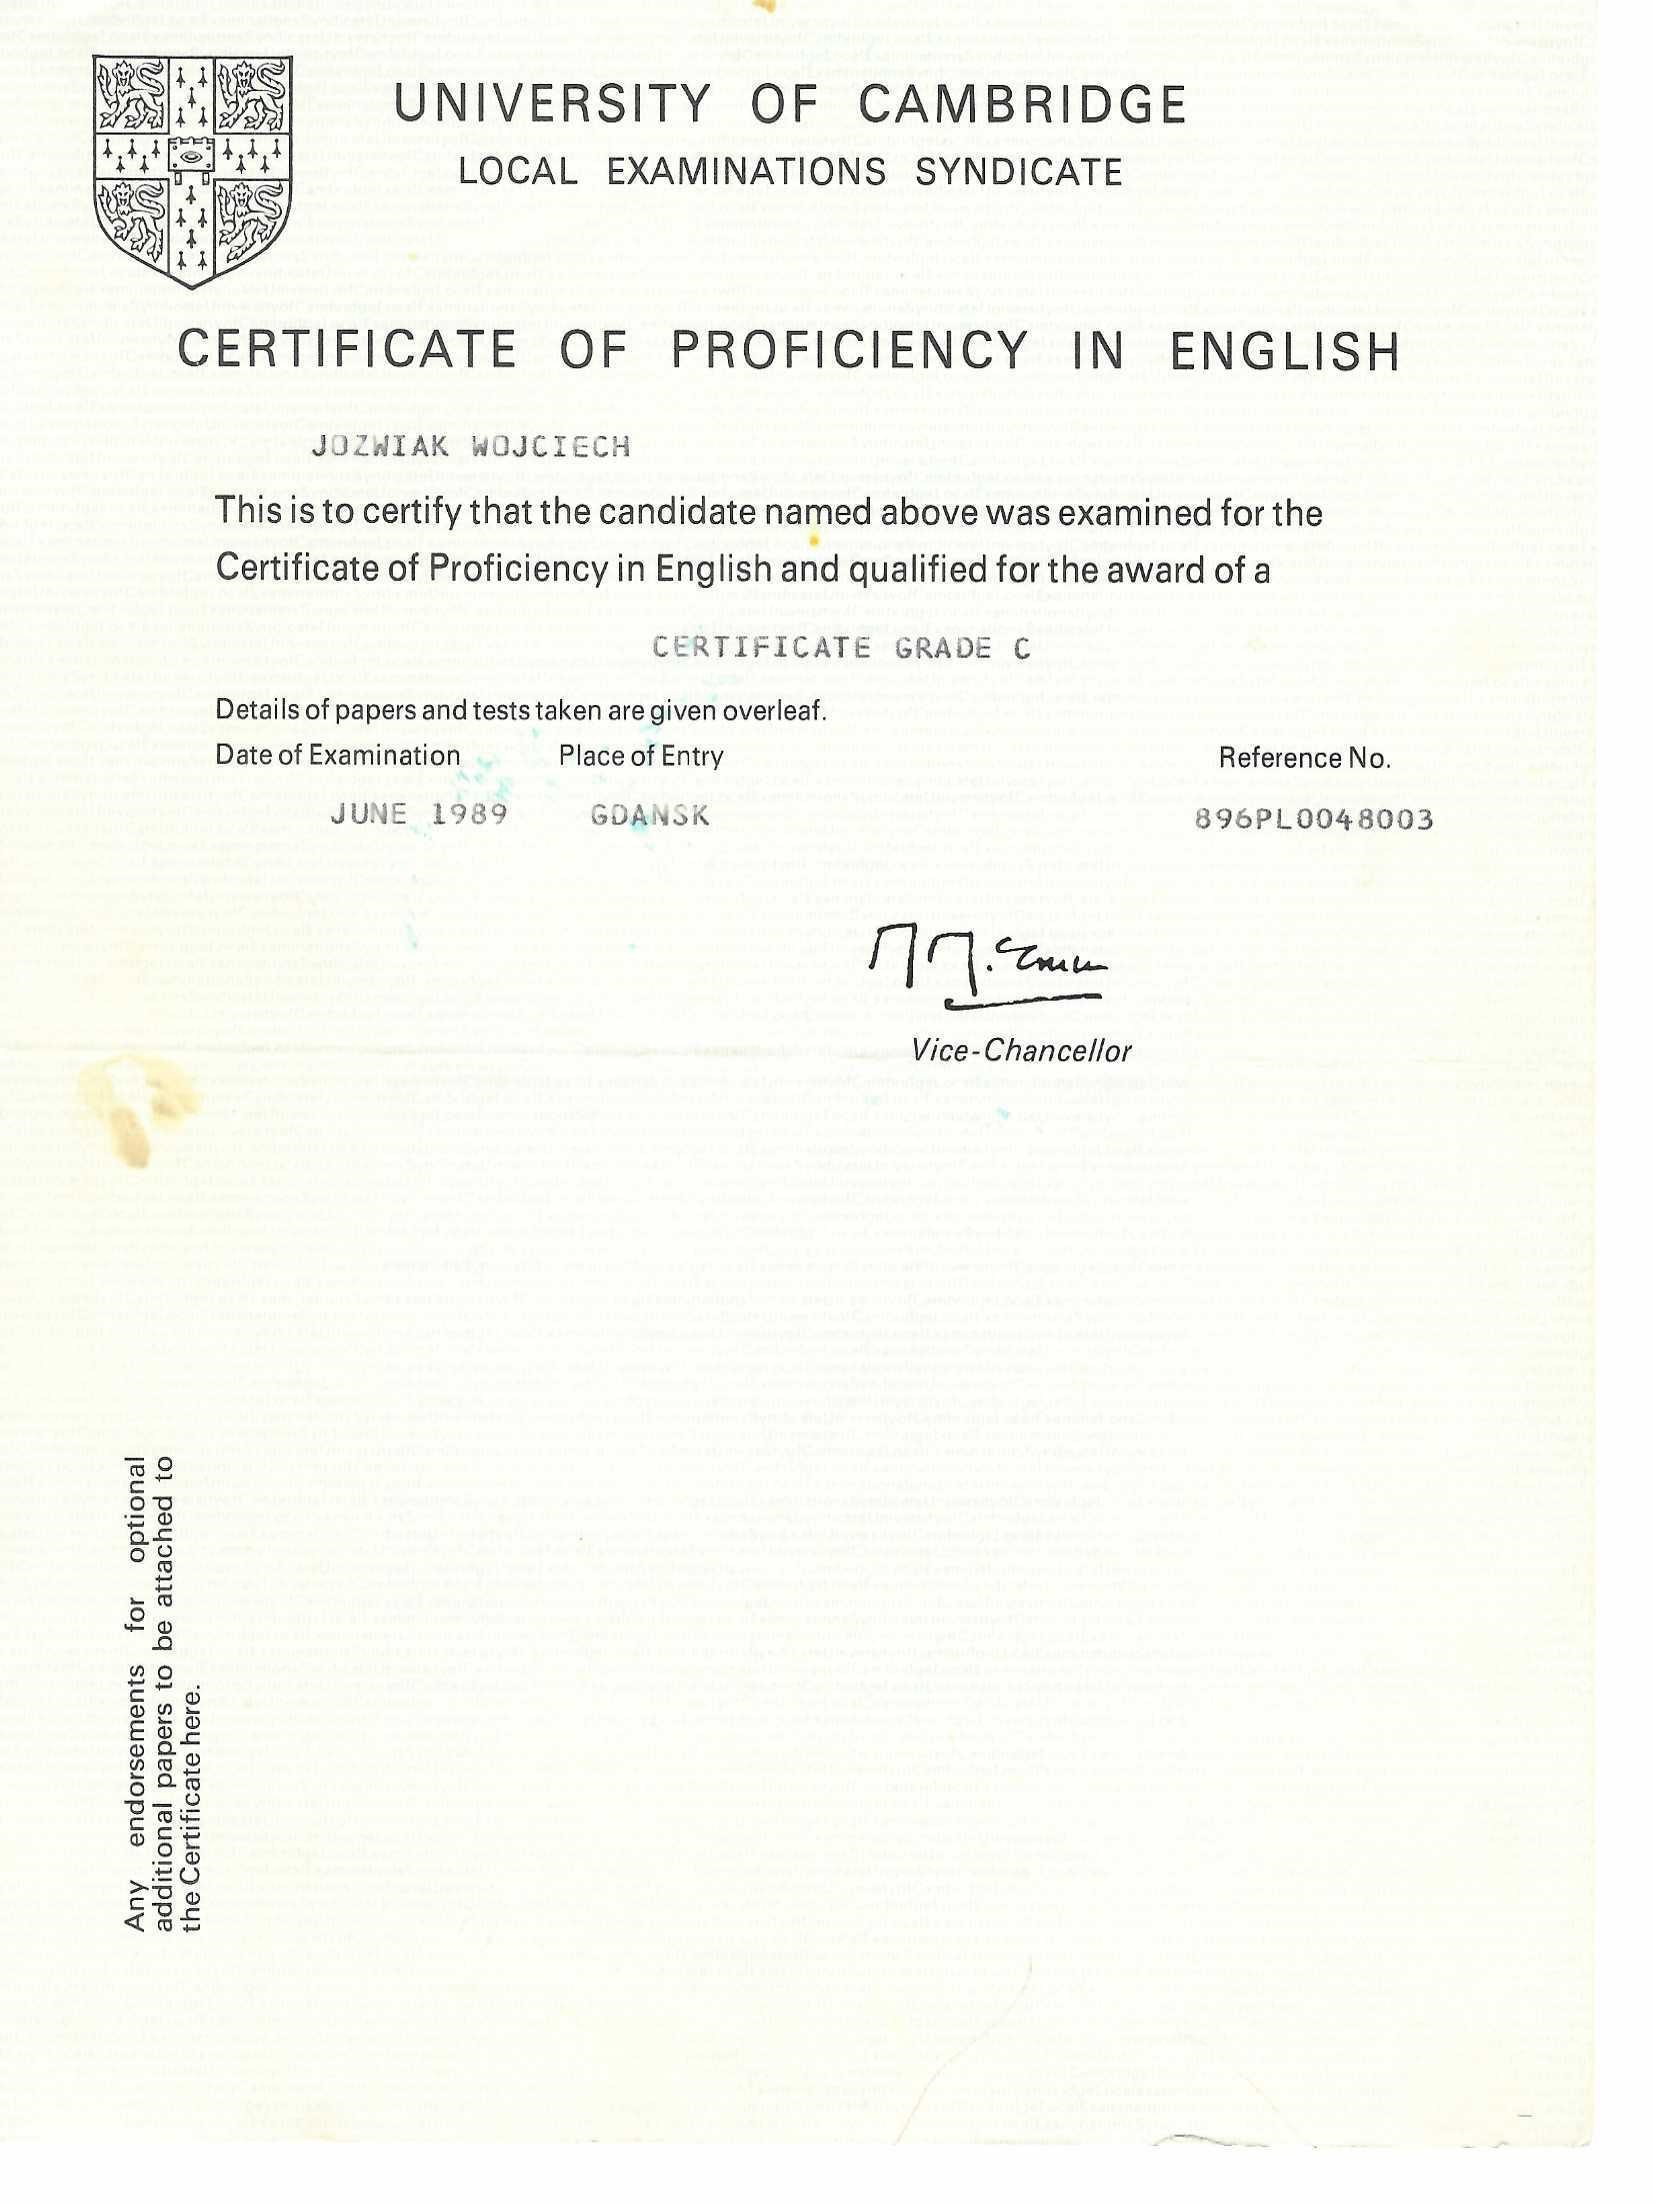 UNIVERSITY OF CAMBRIDGE
LOCAL EXAMINATIONS SYNDICATE
CERTIFICATE OF PROFICIENCY IN ENGLISH
JOZWIAK WOJCIECH
This is to certify that the candidate named above was examined for the
Certificate of Proficiency in English and qualified for the award of a
CERTIFICATE GRADE C
Details of papers and tests taken are given overleaf.
Date of Examination Place of Entry Reference No.
JUNE 1989 GDANSK 896PL0048003
Vice-Chancellor
Any endorsements for optional
additional papers to be attached to
the Certificate here.